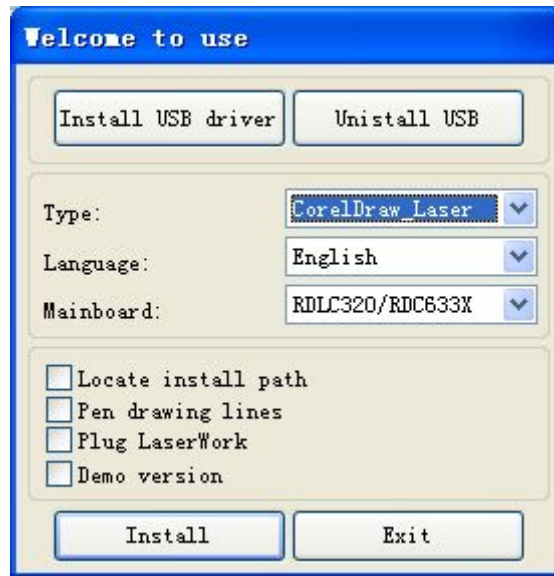 Welcome to use
Install USB driver Unistall USB
Type: CorelDraw_Laser
Language: English
Mainboard: RDLC320/RDC633X
Locate install path
Pen drawing lines
Plug LaserWork
Demo version
Install Exit